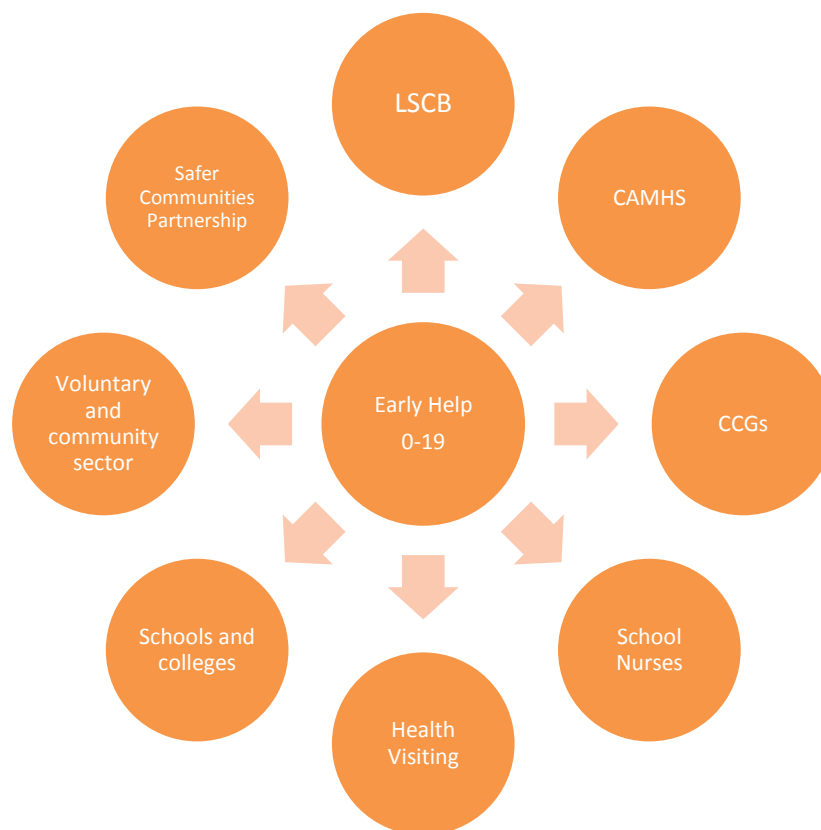 LSCB
CAMHS
CCGs
School
Nurses
Health
Visiting
Schools and
colleges
Voluntary
and
community
sector
Safer
Communities
Partnership
Early Help
0-19